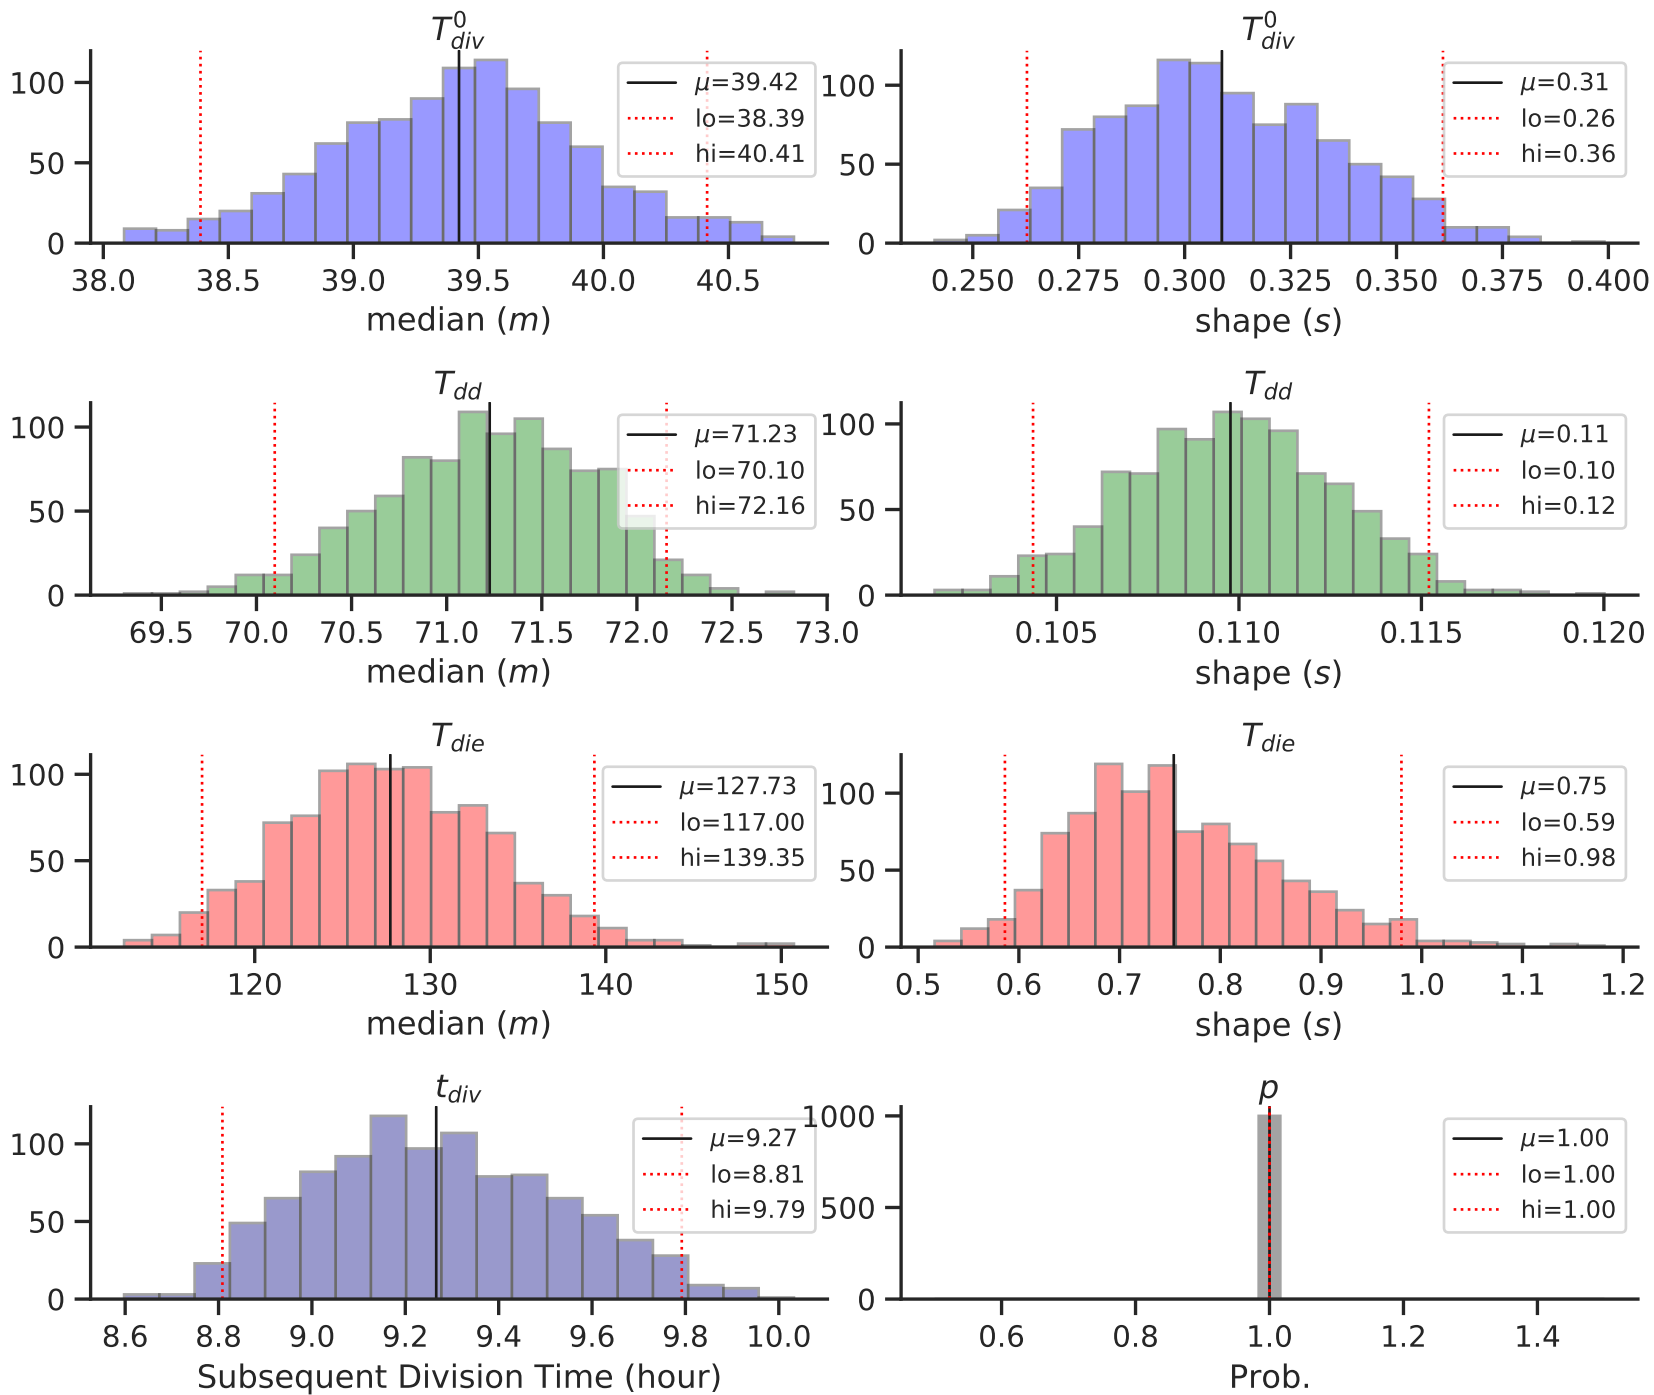 T⁰div
100
50
0
μ=39.42
lo=38.39
hi=40.41
38.0 38.5 39.0 39.5 40.0 40.5
median (m)
T⁰div
100
50
0
μ=0.31
lo=0.26
hi=0.36
0.250 0.275 0.300 0.325 0.350 0.375 0.400
shape (s)
Tdd
100
50
0
μ=71.23
lo=70.10
hi=72.16
69.5 70.0 70.5 71.0 71.5 72.0 72.5 73.0
median (m)
Tdd
100
50
0
μ=0.11
lo=0.10
hi=0.12
0.105 0.110 0.115 0.120
shape (s)
Tdie
100
50
0
μ=127.73
lo=117.00
hi=139.35
120 130 140 150
median (m)
Tdie
100
50
0
μ=0.75
lo=0.59
hi=0.98
0.5 0.6 0.7 0.8 0.9 1.0 1.1 1.2
shape (s)
tdiv
100
50
0
μ=9.27
lo=8.81
hi=9.79
8.6 8.8 9.0 9.2 9.4 9.6 9.8 10.0
Subsequent Division Time (hour)
p
1000
500
0
μ=1.00
lo=1.00
hi=1.00
0.6 0.8 1.0 1.2 1.4
Prob.